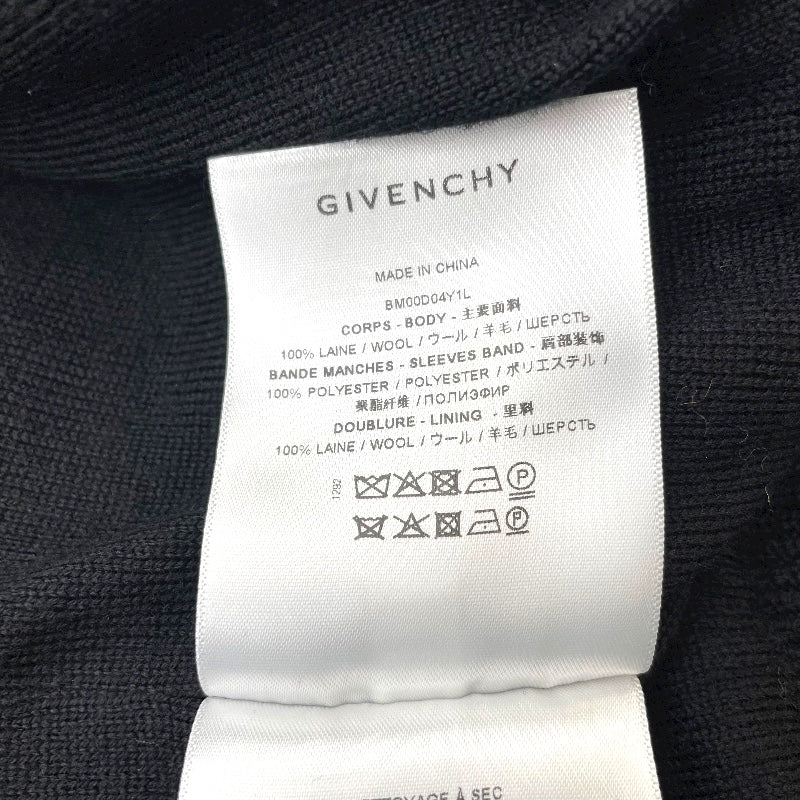 GIVENCHY
MADE IN CHINA
BM00D04Y1L
CORPS - BODY - 主要面料
100% LAINE / WOOL / ウール / 羊毛 / ШЕРСТЬ
BANDE MANCHES - SLEEVES BAND - 肩部装饰
100% POLYESTER / POLYESTER / ポリエステル /
聚酯纤维 /ПОЛИЭФИР
DOUBLURE - LINING - 里料
100% LAINE / WOOL / ウール / 羊毛 / ШЕРСТЬ
1292
P
P
À SEC